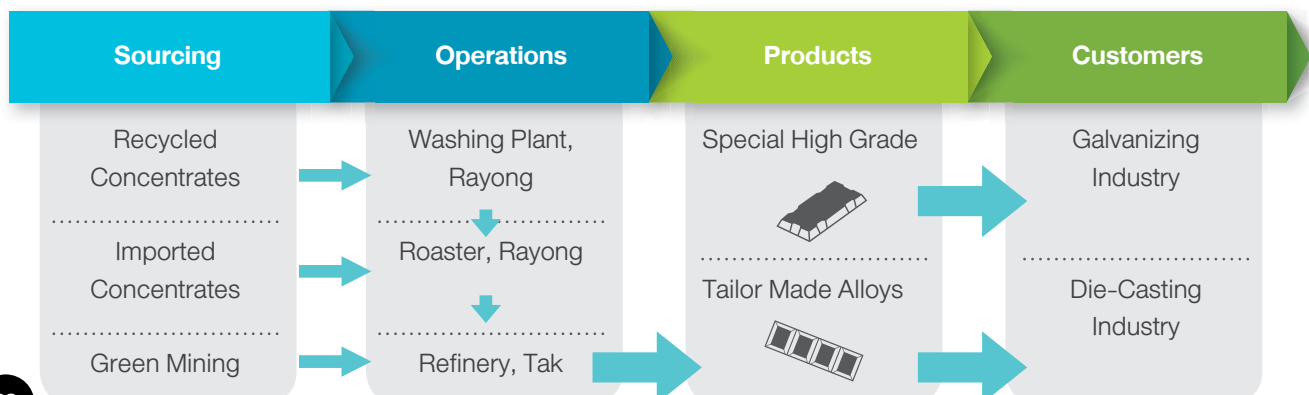 Sourcing
Operations
Products
Customers
Recycled
Concentrates
Imported
Concentrates
Green Mining
Washing Plant,
Rayong
Roaster, Rayong
Refinery, Tak
Special High Grade
Tailor Made Alloys
Galvanizing
Industry
Die-Casting
Industry